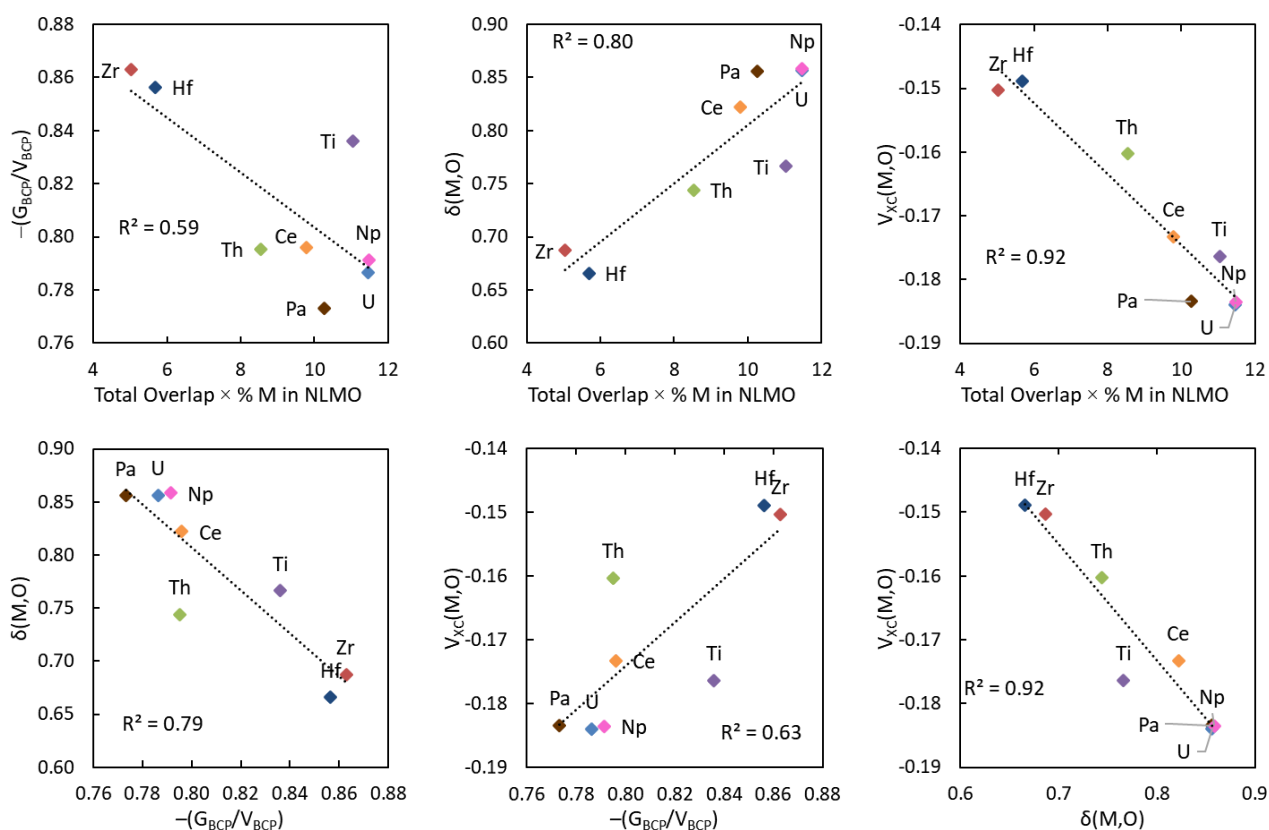 0.88
0.86
0.84
0.82
0.80
0.78
0.76
4 6 8 10 12
–(G_BCP/V_BCP)
Total Overlap × % M in NLMO
R² = 0.59
Zr
Hf
Ti
Th
Ce
Np
Pa
U
0.90
0.85
0.80
0.75
0.70
0.65
0.60
4 6 8 10 12
δ(M,O)
Total Overlap × % M in NLMO
R² = 0.80
Np
Pa
U
Ce
Ti
Th
Zr
Hf
-0.14
-0.15
-0.16
-0.17
-0.18
-0.19
4 6 8 10 12
V_XC(M,O)
Total Overlap × % M in NLMO
R² = 0.92
Zr
Hf
Th
Ce
Ti
Np
Pa
U
0.90
0.85
0.80
0.75
0.70
0.65
0.60
0.76 0.78 0.80 0.82 0.84 0.86 0.88
δ(M,O)
–(G_BCP/V_BCP)
R² = 0.79
Pa
U
Np
Ce
Th
Ti
Zr
Hf
-0.14
-0.15
-0.16
-0.17
-0.18
-0.19
0.76 0.78 0.80 0.82 0.84 0.86 0.88
V_XC(M,O)
–(G_BCP/V_BCP)
R² = 0.63
Hf
Zr
Th
Ce
Ti
Pa
U
Np
-0.14
-0.15
-0.16
-0.17
-0.18
-0.19
0.6 0.7 0.8 0.9
V_XC(M,O)
δ(M,O)
R² = 0.92
Hf
Zr
Th
Ce
Ti
Np
Pa
U